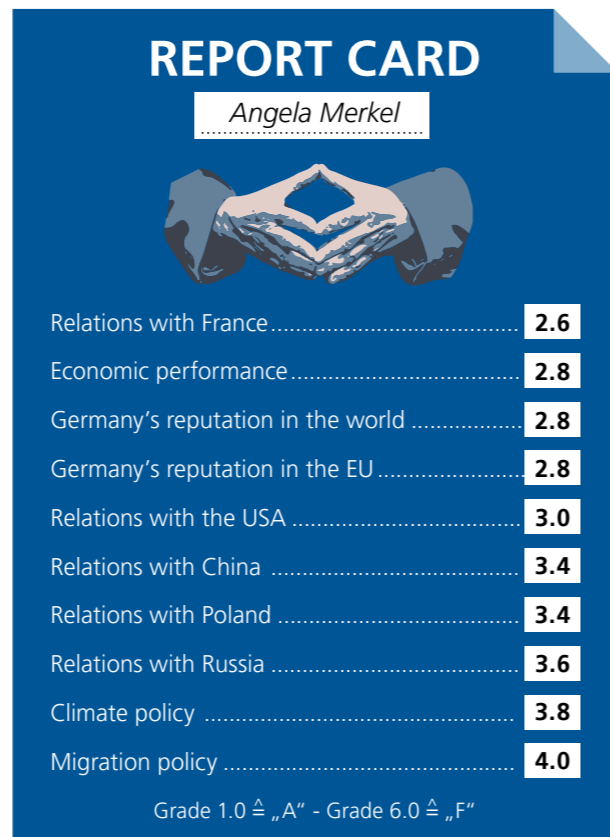 REPORT CARD
Angela Merkel
Relations with France........................................ 2.6
Economic performance..................................... 2.8
Germany’s reputation in the world .................. 2.8
Germany’s reputation in the EU........................ 2.8
Relations with the USA ..................................... 3.0
Relations with China ........................................ 3.4
Relations with Poland ....................................... 3.4
Relations with Russia ........................................ 3.6
Climate policy .................................................. 3.8
Migration policy ............................................... 4.0
Grade 1.0 ≙ „A“ - Grade 6.0 ≙ „F“